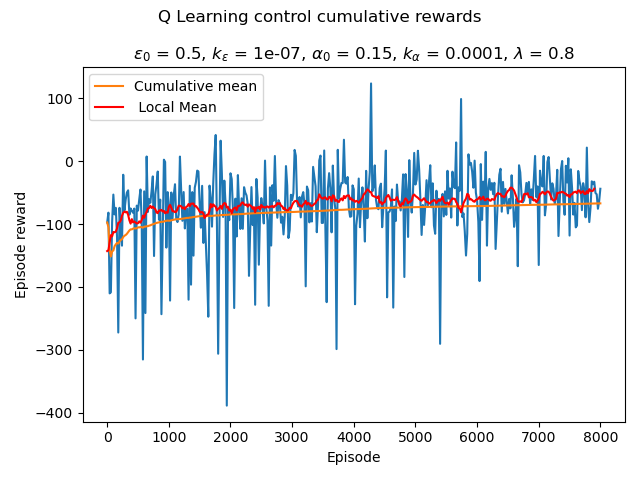 Q Learning control cumulative rewards
ε₀ = 0.5, kε = 1e-07, α₀ = 0.15, kα = 0.0001, λ = 0.8
Cumulative mean
Local Mean
100
0
−100
−200
−300
−400
Episode reward
0 1000 2000 3000 4000 5000 6000 7000 8000
Episode